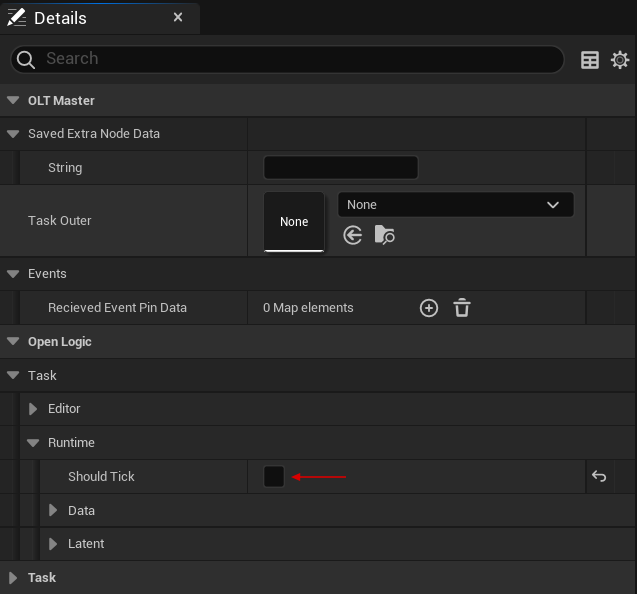 Details
Search
OLT Master
Saved Extra Node Data
String
Task Outer
None
None
Events
Recieved Event Pin Data
0 Map elements
Open Logic
Task
Editor
Runtime
Should Tick
Data
Latent
Task